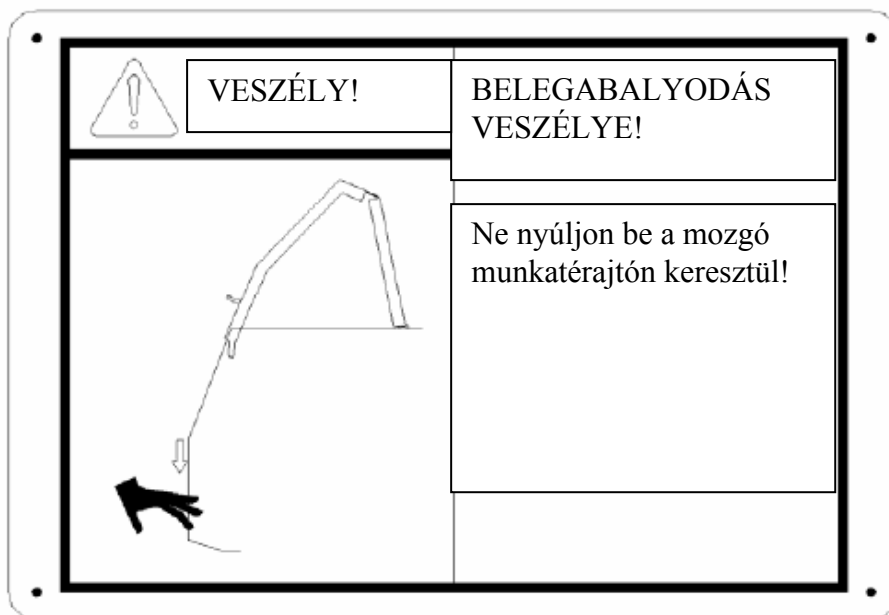 VESZÉLY!
BELEGABALYODÁS
VESZÉLYE!
Ne nyúljon be a mozgó
munkatérajtón keresztül!